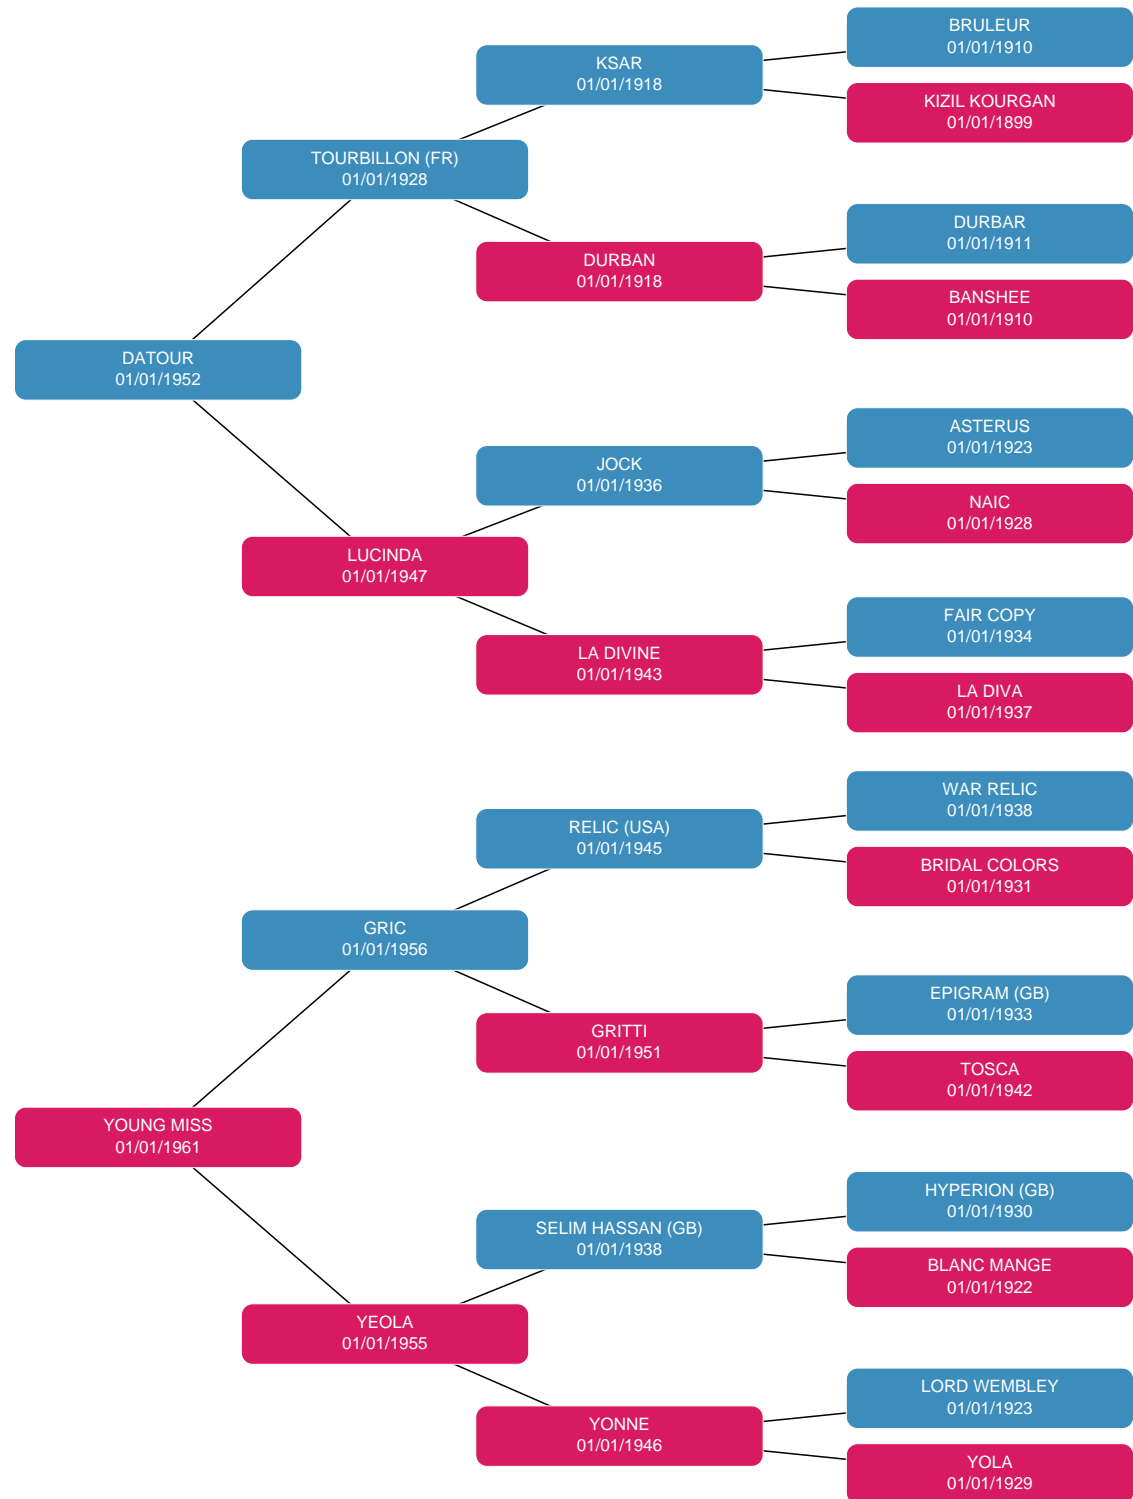 BRULEUR
01/01/1910
KSAR
01/01/1918
KIZIL KOURGAN
01/01/1899
TOURBILLON (FR)
01/01/1928
DURBAR
01/01/1911
DURBAN
01/01/1918
BANSHEE
01/01/1910
DATOUR
01/01/1952
ASTERUS
01/01/1923
JOCK
01/01/1936
NAIC
01/01/1928
LUCINDA
01/01/1947
FAIR COPY
01/01/1934
LA DIVINE
01/01/1943
LA DIVA
01/01/1937
WAR RELIC
01/01/1938
RELIC (USA)
01/01/1945
BRIDAL COLORS
01/01/1931
GRIC
01/01/1956
EPIGRAM (GB)
01/01/1933
GRITTI
01/01/1951
TOSCA
01/01/1942
YOUNG MISS
01/01/1961
HYPERION (GB)
01/01/1930
SELIM HASSAN (GB)
01/01/1938
BLANC MANGE
01/01/1922
YEOLA
01/01/1955
LORD WEMBLEY
01/01/1923
YONNE
01/01/1946
YOLA
01/01/1929